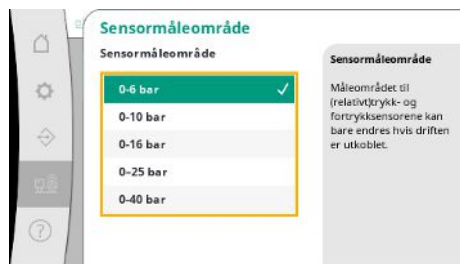 Sensormåleområde
Sensormåleområde
0-6 bar
0-10 bar
0-16 bar
0–25 bar
0-40 bar
Sensormåleområde
Måleområdet til
(relativt)trykk- og
fortrykksensorene kan
bare endres hvis driften
er utkoblet.